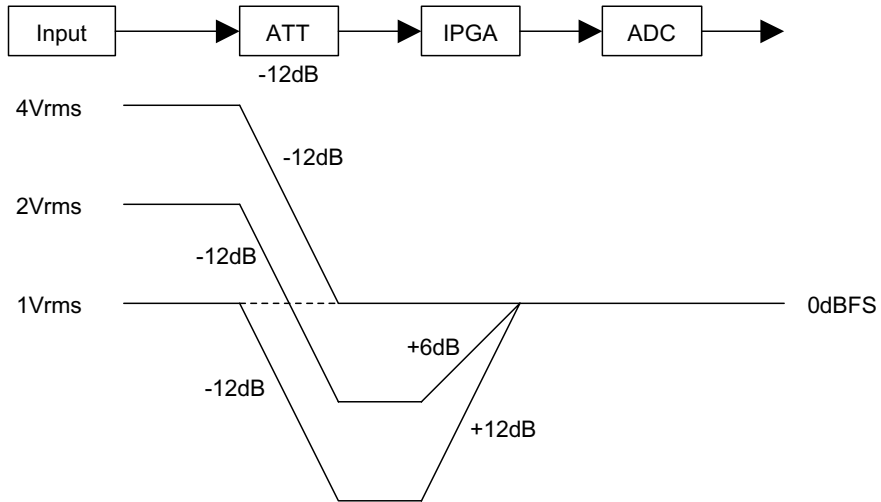 Input ATT IPGA ADC
-12dB
4Vrms
-12dB
2Vrms
-12dB
1Vrms 0dBFS
+6dB
-12dB
+12dB